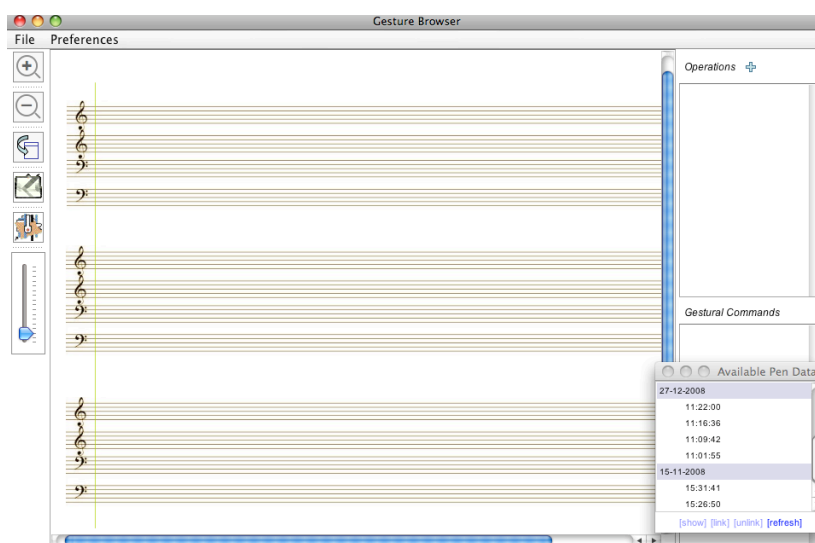 Gesture Browser
File Preferences
Operations
Gestural Commands
Available Pen Data
27-12-2008
11:22:00
11:16:36
11:09:42
11:01:55
15-11-2008
15:31:41
15:26:50
[show] [link] [unlink] [refresh]